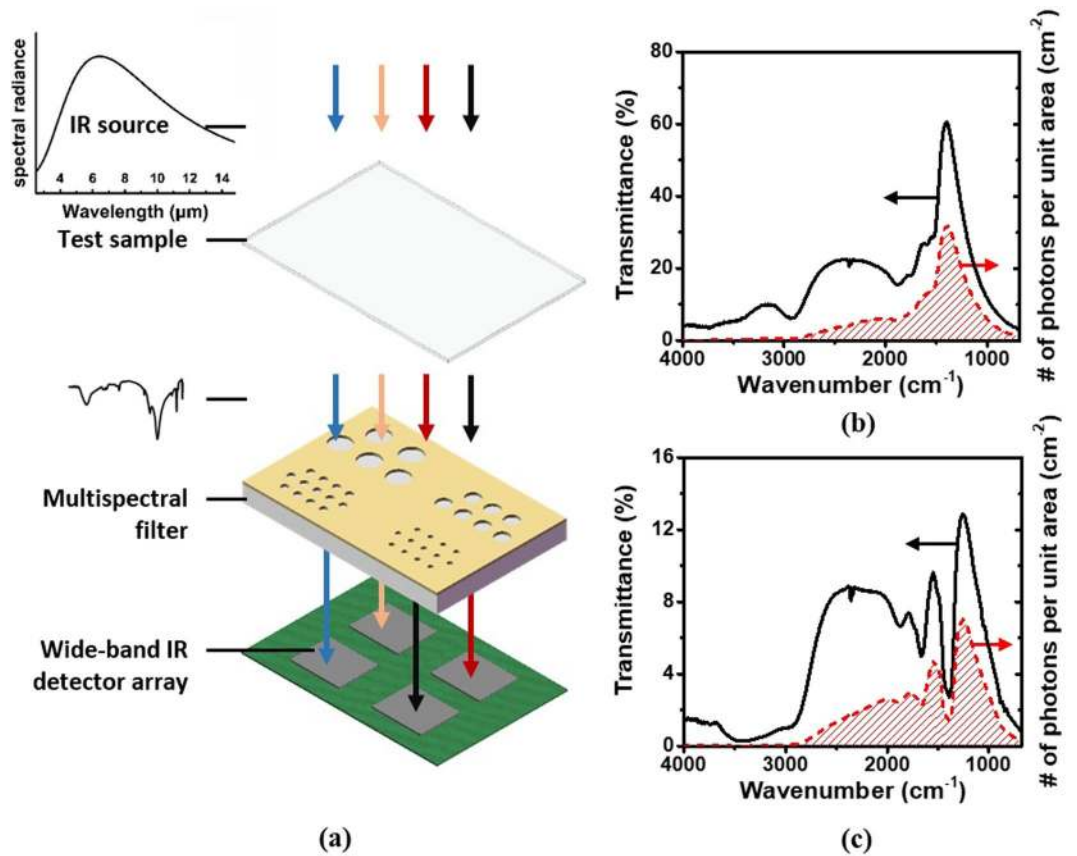 spectral radiance
IR source
4 6 8 10 12 14
Wavelength (µm)
Test sample
Multispectral
filter
Wide-band IR
detector array
(a)
80
60
40
20
0
Transmittance (%)
4000 3000 2000 1000
Wavenumber (cm-1)
# of photons per unit area (cm-2)
(b)
16
12
8
4
0
Transmittance (%)
4000 3000 2000 1000
Wavenumber (cm-1)
# of photons per unit area (cm-2)
(c)